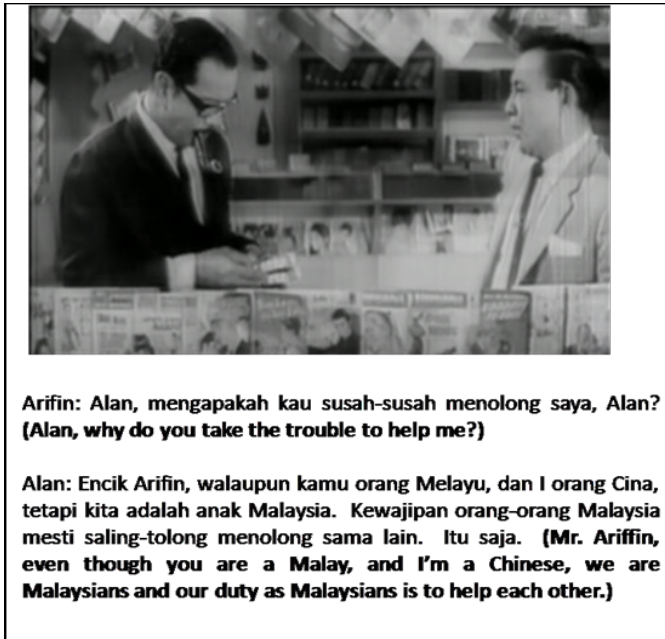 Arifin: Alan, mengapakah kau susah-susah menolong saya, Alan?
(Alan, why do you take the trouble to help me?)
Alan: Encik Arifin, walaupun kamu orang Melayu, dan I orang Cina,
tetapi kita adalah anak Malaysia. Kewajipan orang-orang Malaysia
mesti saling-tolong menolong sama lain. Itu saja. (Mr. Ariffin,
even though you are a Malay, and I'm a Chinese, we are
Malaysians and our duty as Malaysians is to help each other.)